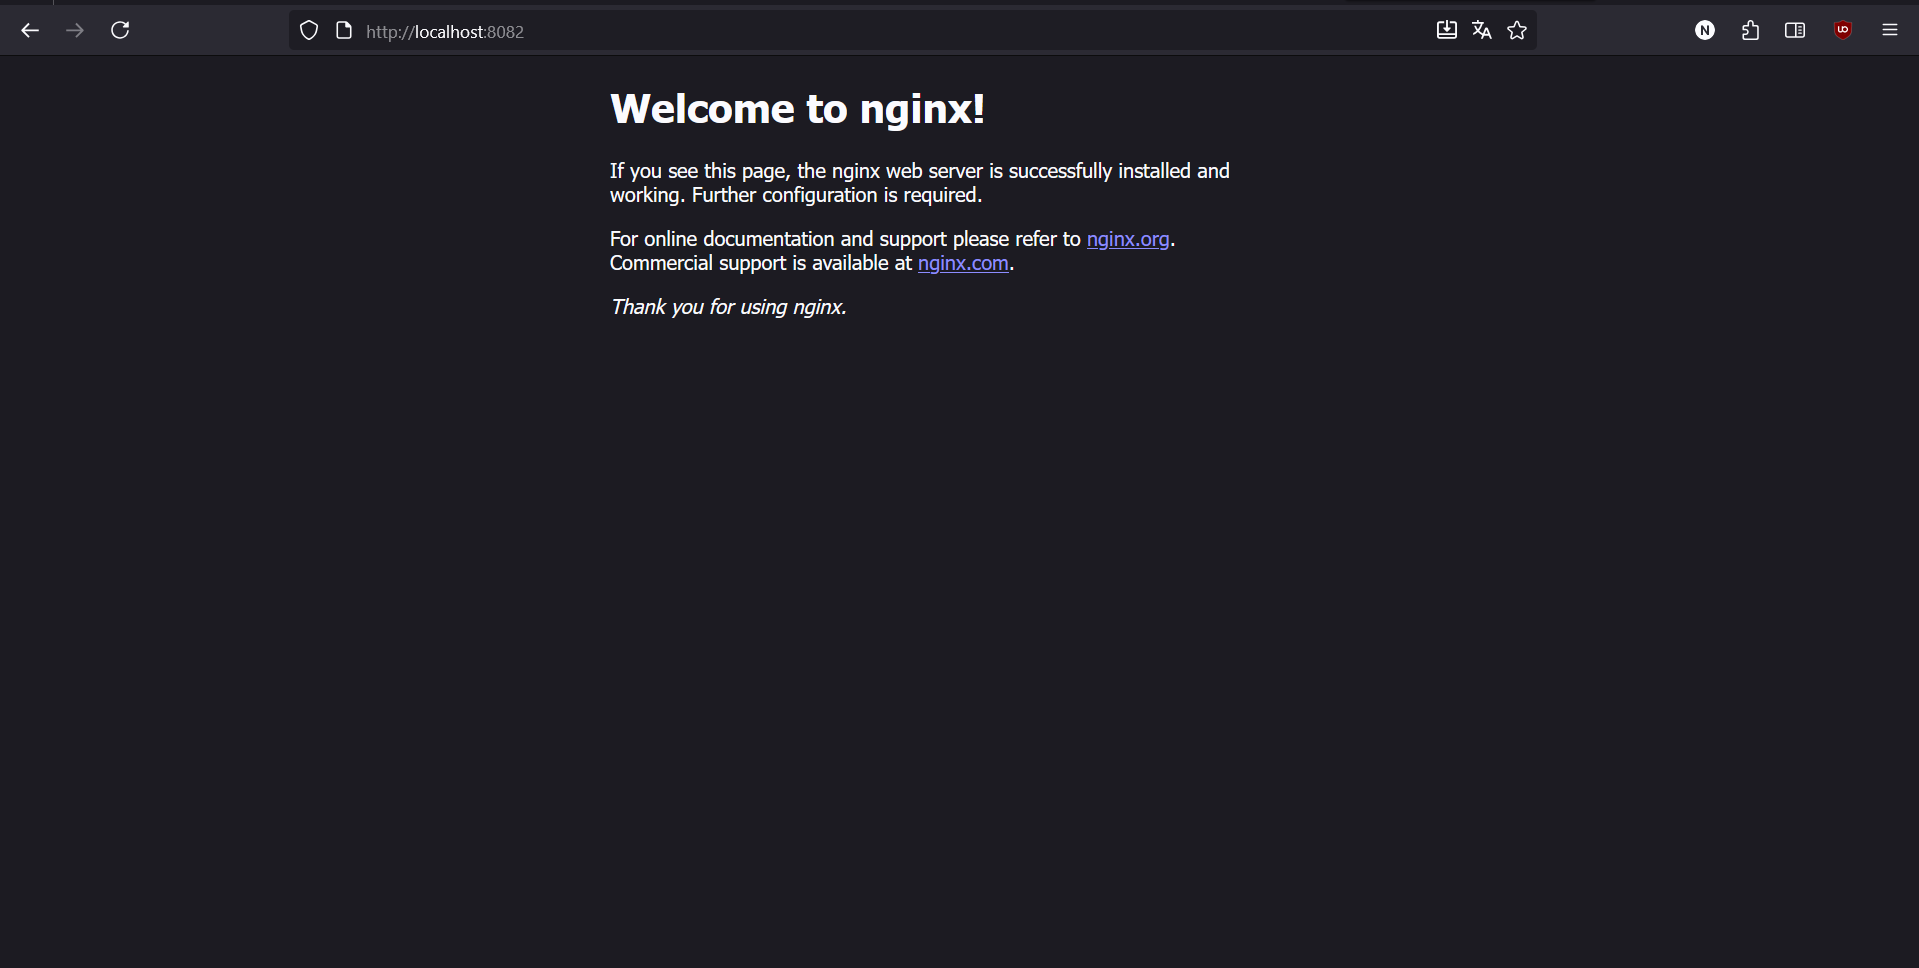 http://localhost:8082
N
Welcome to nginx!
If you see this page, the nginx web server is successfully installed and
working. Further configuration is required.
For online documentation and support please refer to nginx.org.
Commercial support is available at nginx.com.
Thank you for using nginx.